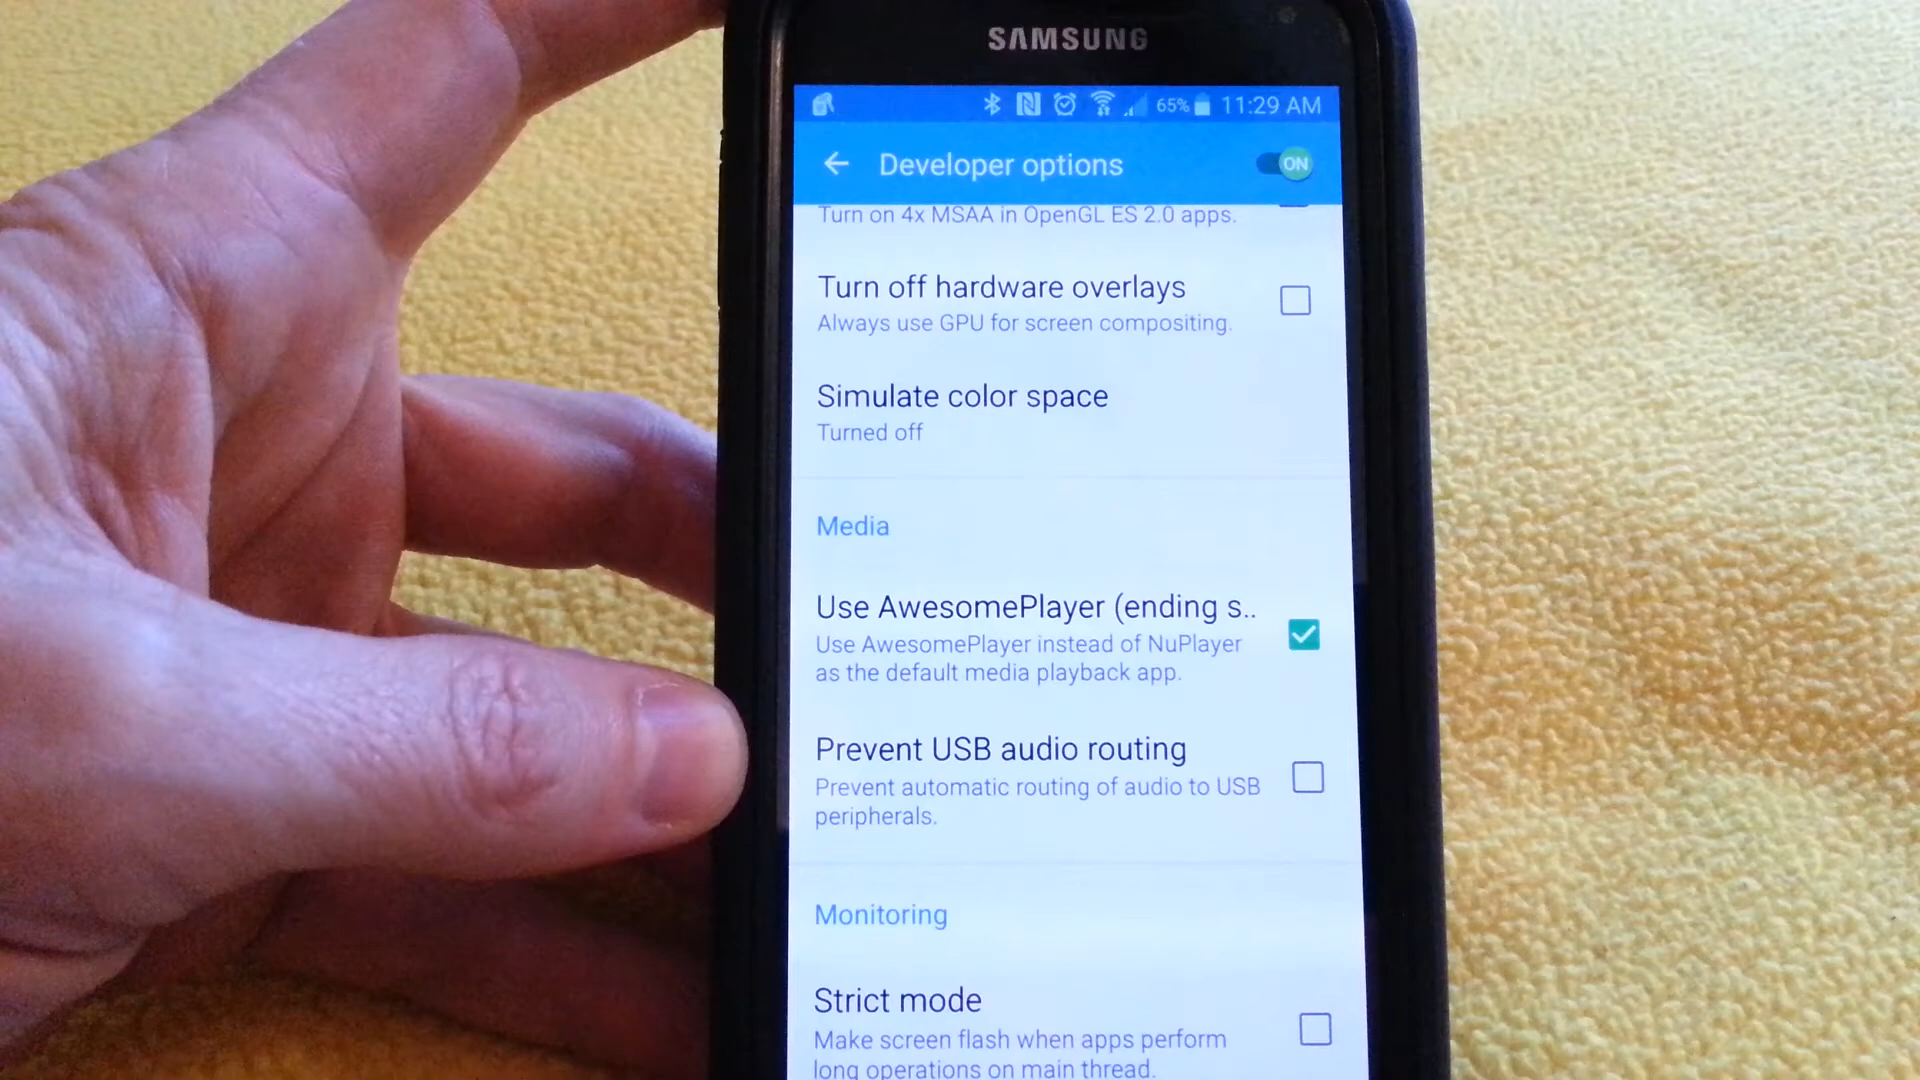 SAMSUNG
65% 11:29 AM
Developer options ON
Turn on 4x MSAA in OpenGL ES 2.0 apps.
Turn off hardware overlays
Always use GPU for screen compositing.
Simulate color space
Turned off
Media
Use AwesomePlayer (ending s..
Use AwesomePlayer instead of NuPlayer
as the default media playback app.
Prevent USB audio routing
Prevent automatic routing of audio to USB
peripherals.
Monitoring
Strict mode
Make screen flash when apps perform
long operations on main thread.